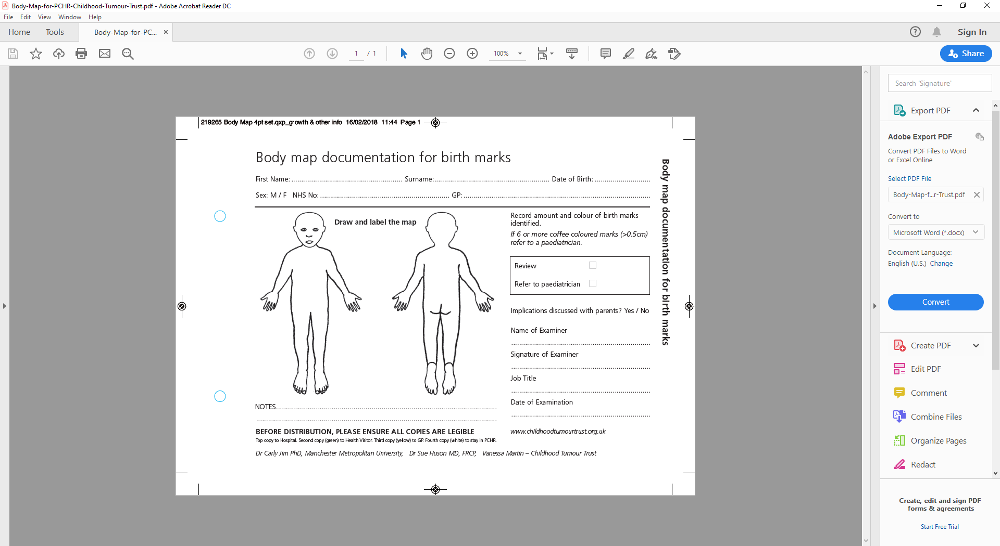 Body-Map-for-PCHR-Childhood-Tumour-Trust.pdf - Adobe Acrobat Reader DC
File Edit View Window Help
Home Tools Body-Map-for-PC... ×
Sign In
1 / 1
100%
Share
219265 Body Map 4pt set.qxp_growth & other info 16/02/2018 11:44 Page 1
Body map documentation for birth marks
First Name: ........................................................ Surname:.......................................................... Date of Birth: ............................
Sex: M / F NHS No: ................................................................. GP: ..............................................................................................
Draw and label the map
Record amount and colour of birth marks
identified.
If 6 or more coffee coloured marks (>0.5cm)
refer to a paediatrician.
Review
Refer to paediatrician
Implications discussed with parents? Yes / No
Name of Examiner
......................................................................
Signature of Examiner
......................................................................
Job Title
......................................................................
Date of Examination
......................................................................
www.childhoodtumourtrust.org.uk
NOTES...............................................................................................................
.........................................................................................................................
BEFORE DISTRIBUTION, PLEASE ENSURE ALL COPIES ARE LEGIBLE
Top copy to Hospital. Second copy (green) to Health Visitor. Third copy (yellow) to GP. Fourth copy (white) to stay in PCHR.
Dr Carly Jim PhD, Manchester Metropolitan University, Dr Sue Huson MD, FRCP, Vanessa Martin – Childhood Tumour Trust
Body map documentation for birth marks
Search 'Signature'
Export PDF
Adobe Export PDF
Convert PDF Files to Word
or Excel Online
Select PDF File
Body-Map-f...r-Trust.pdf
Convert to
Microsoft Word (*.docx)
Document Language:
English (U.S.) Change
Convert
Create PDF
Edit PDF
Comment
Combine Files
Organize Pages
Redact
Create, edit and sign PDF
forms & agreements
Start Free Trial